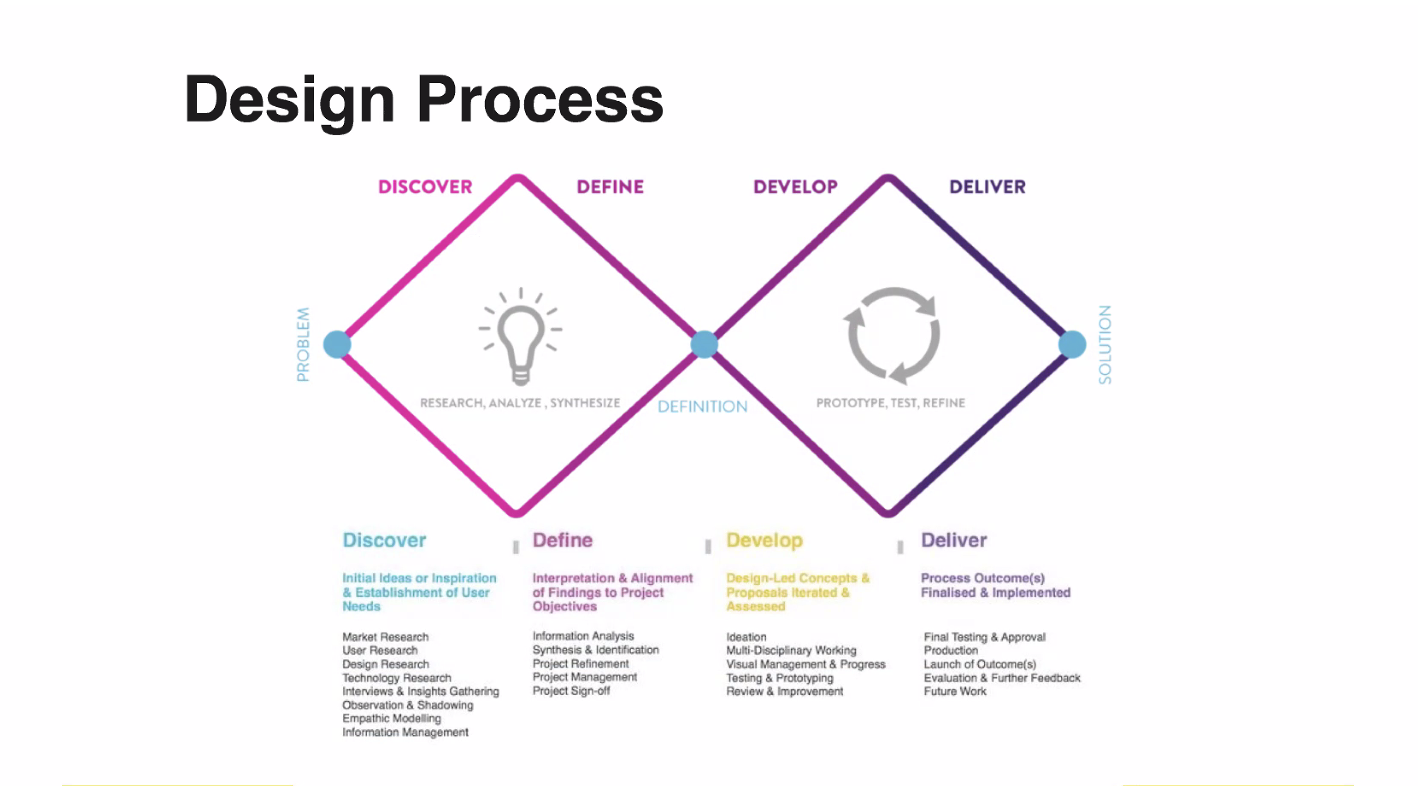 Design Process
DISCOVER
DEFINE
DEVELOP
DELIVER
PROBLEM
RESEARCH, ANALYZE , SYNTHESIZE
DEFINITION
PROTOTYPE, TEST, REFINE
SOLUTION
Discover
Initial Ideas or Inspiration
& Establishment of User
Needs
Market Research
User Research
Design Research
Technology Research
Interviews & Insights Gathering
Observation & Shadowing
Empathic Modelling
Information Management
Define
Interpretation & Alignment
of Findings to Project
Objectives
Information Analysis
Synthesis & Identification
Project Refinement
Project Management
Project Sign-off
Develop
Design-Led Concepts &
Proposals Iterated &
Assessed
Ideation
Multi-Disciplinary Working
Visual Management & Progress
Testing & Prototyping
Review & Improvement
Deliver
Process Outcome(s)
Finalised & Implemented
Final Testing & Approval
Production
Launch of Outcome(s)
Evaluation & Further Feedback
Future Work